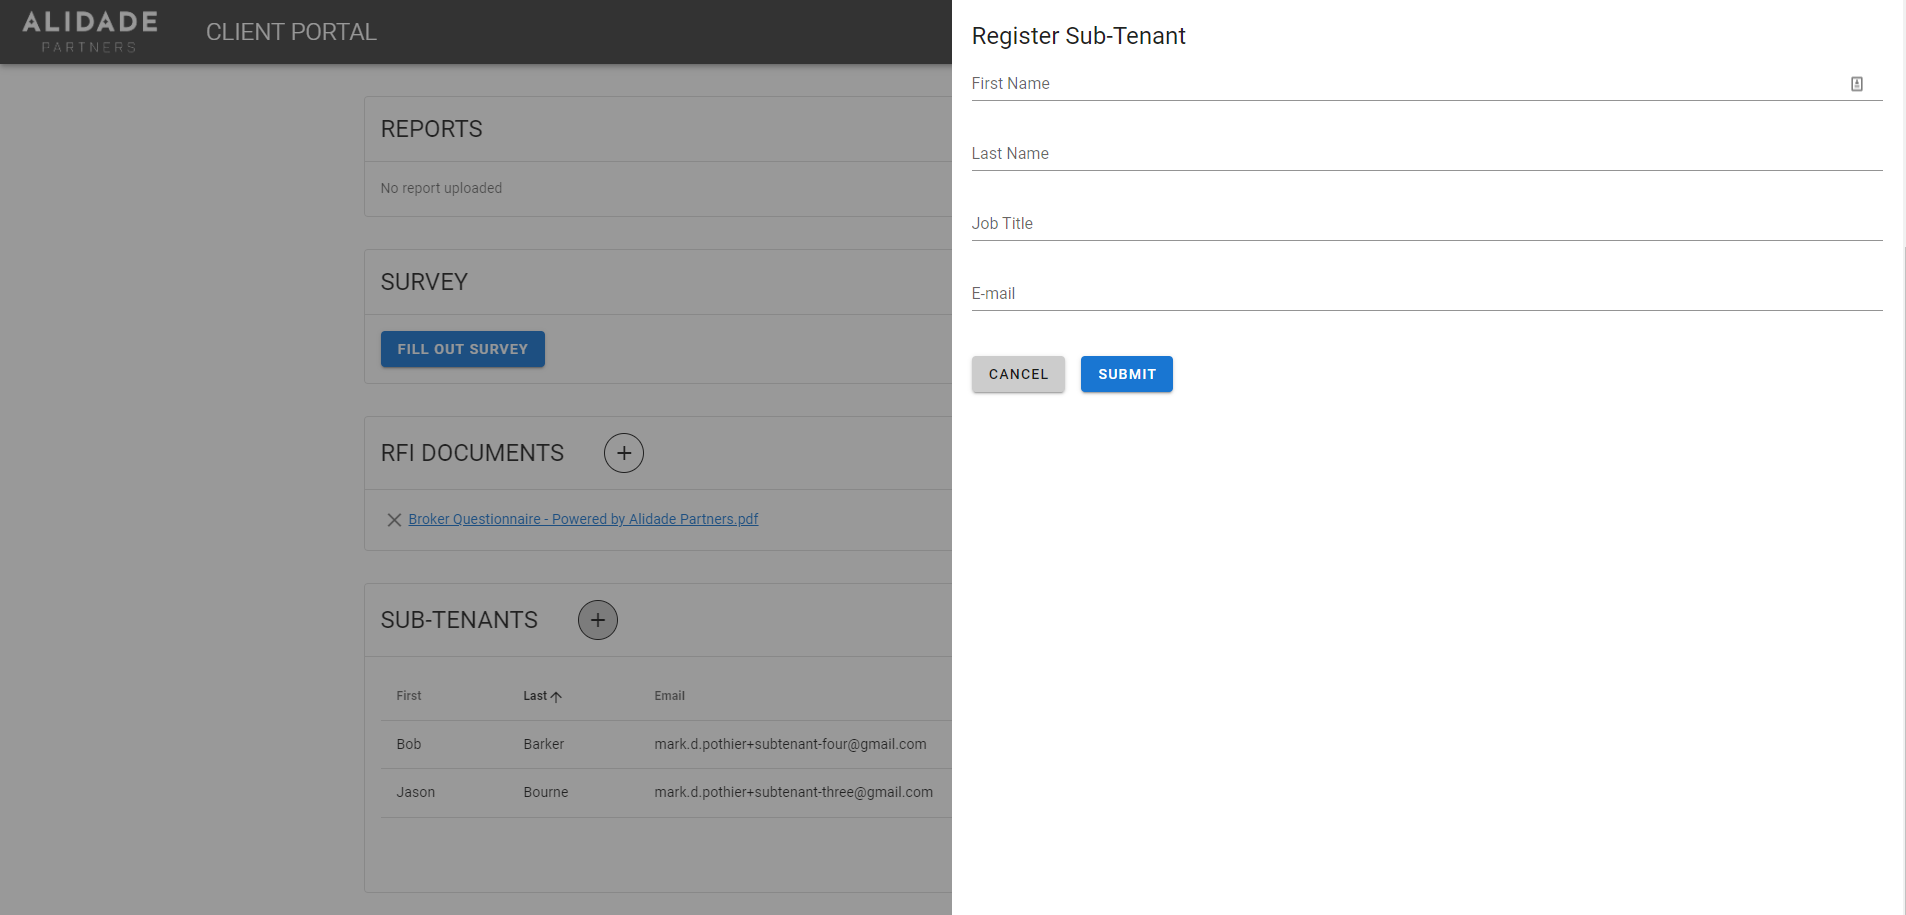 ALIDADE
PARTNERS
CLIENT PORTAL
REPORTS
No report uploaded
SURVEY
FILL OUT SURVEY
RFI DOCUMENTS
Broker Questionnaire - Powered by Alidade Partners.pdf
SUB-TENANTS
First Last Email
Bob Barker mark.d.pothier+subtenant-four@gmail.com
Jason Bourne mark.d.pothier+subtenant-three@gmail.com
Register Sub-Tenant
First Name
Last Name
Job Title
E-mail
CANCEL SUBMIT